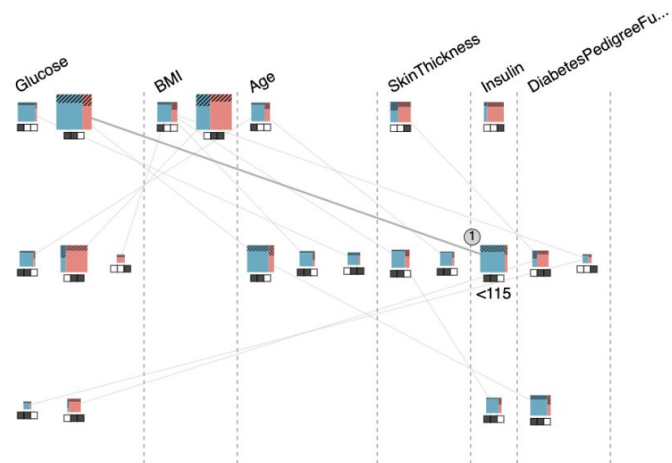 Glucose
BMI
Age
SkinThickness
Insulin
DiabetesPedigreeFu...
1
<115